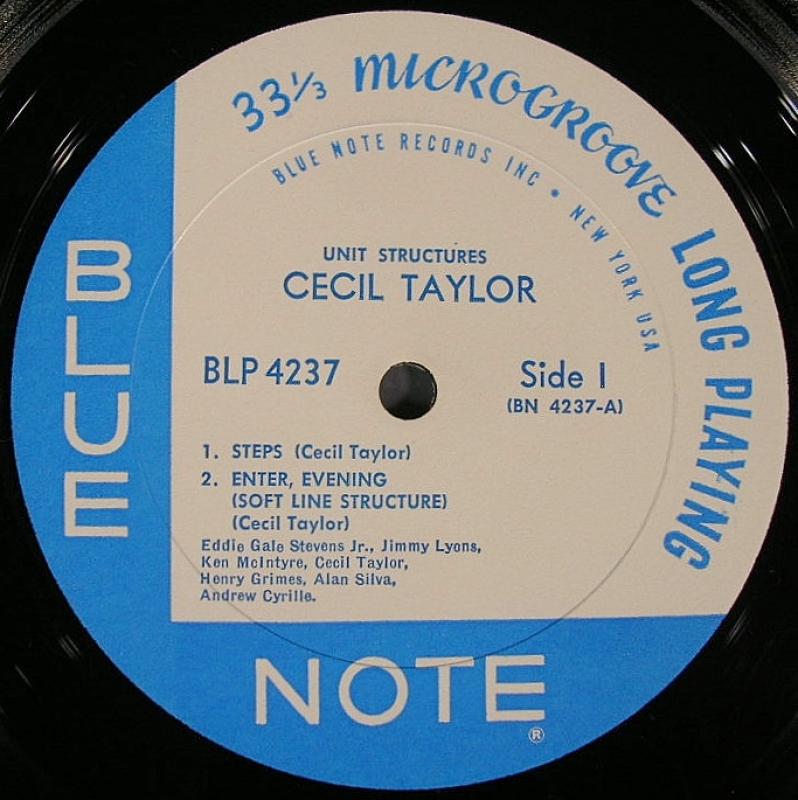 33⅓ MICROGROOVE LONG PLAYING
BLUE NOTE RECORDS INC • NEW YORK USA
UNIT STRUCTURES
CECIL TAYLOR
BLP 4237
Side 1
(BN 4237-A)
1. STEPS (Cecil Taylor)
2. ENTER, EVENING
(SOFT LINE STRUCTURE)
(Cecil Taylor)
Eddie Gale Stevens Jr., Jimmy Lyons,
Ken McIntyre, Cecil Taylor,
Henry Grimes, Alan Silva,
Andrew Cyrille.
BLUE
NOTE
®